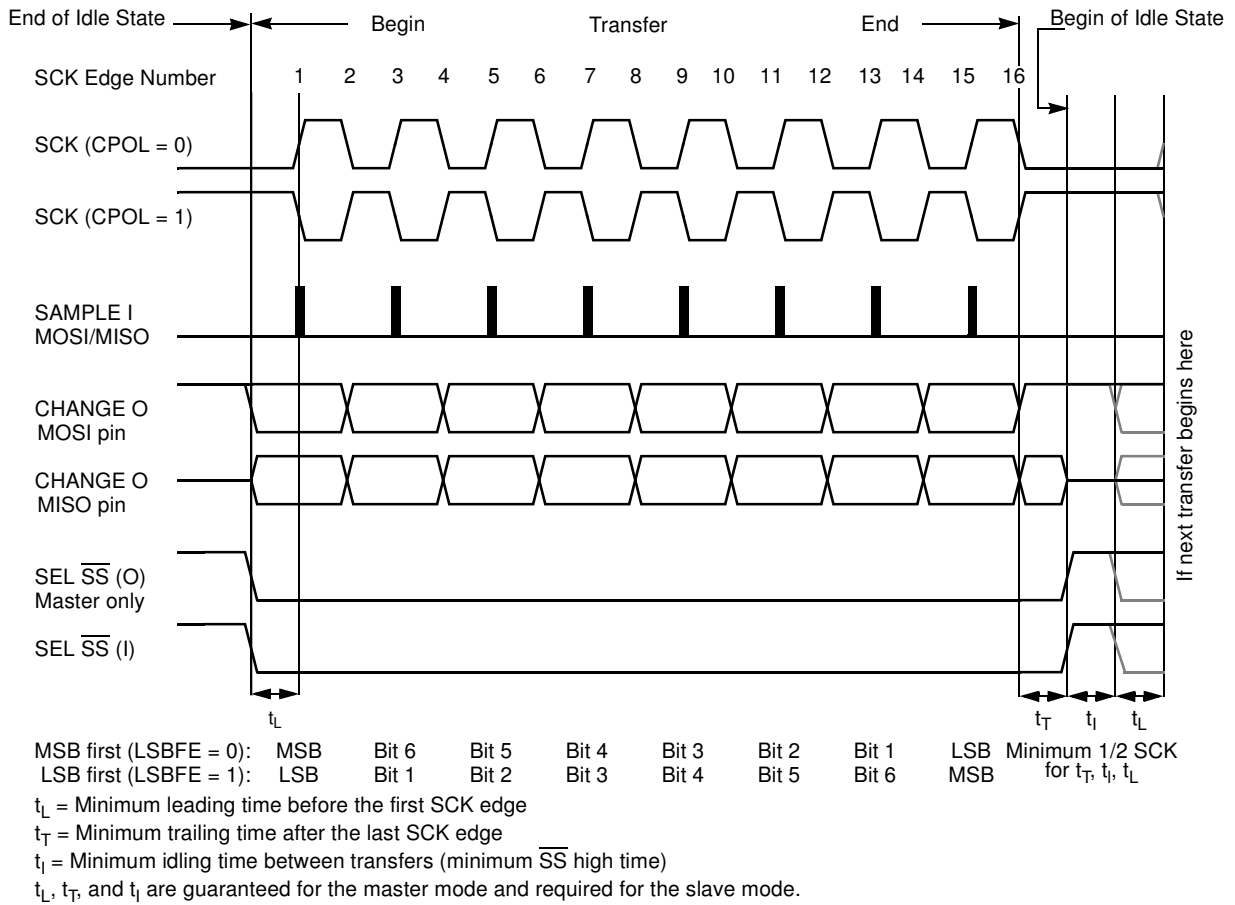 End of Idle State
Begin
Transfer
End
Begin of Idle State
SCK Edge Number
1 2 3 4 5 6 7 8 9 10 11 12 13 14 15 16
SCK (CPOL = 0)
SCK (CPOL = 1)
SAMPLE I
MOSI/MISO
CHANGE O
MOSI pin
CHANGE O
MISO pin
SEL S̅S̅ (O)
Master only
SEL S̅S̅ (I)
If next transfer begins here
tL
tT tI tL
MSB first (LSBFE = 0): MSB Bit 6 Bit 5 Bit 4 Bit 3 Bit 2 Bit 1 LSB
LSB first (LSBFE = 1): LSB Bit 1 Bit 2 Bit 3 Bit 4 Bit 5 Bit 6 MSB
Minimum 1/2 SCK
for tT, tI, tL
tL = Minimum leading time before the first SCK edge
tT = Minimum trailing time after the last SCK edge
tI = Minimum idling time between transfers (minimum S̅S̅ high time)
tL, tT, and tI are guaranteed for the master mode and required for the slave mode.